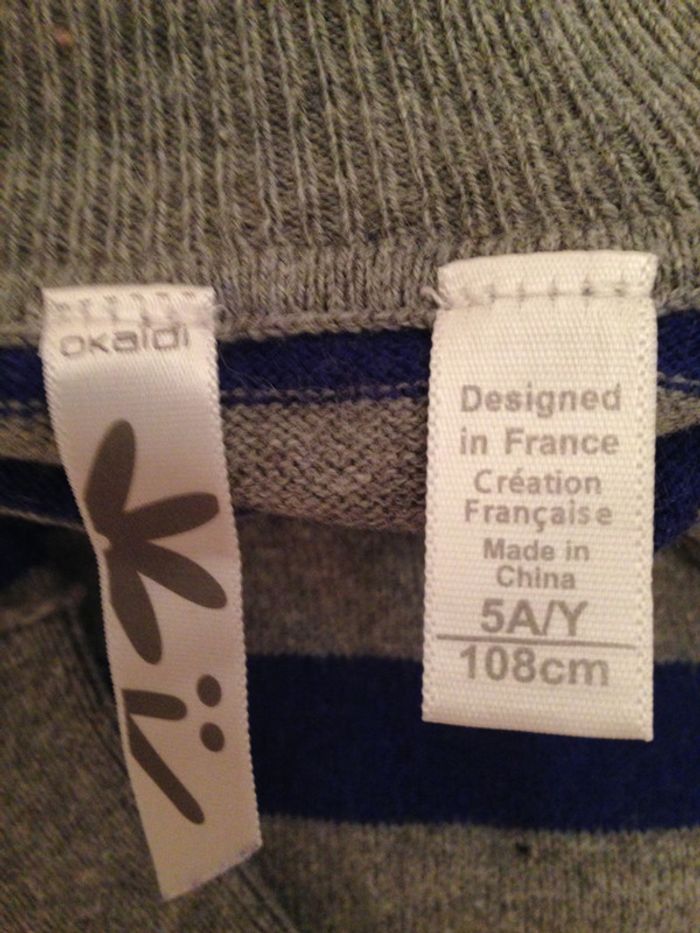 okaïdi
Designed
in France
Création
Française
Made in
China
5A/Y
108cm